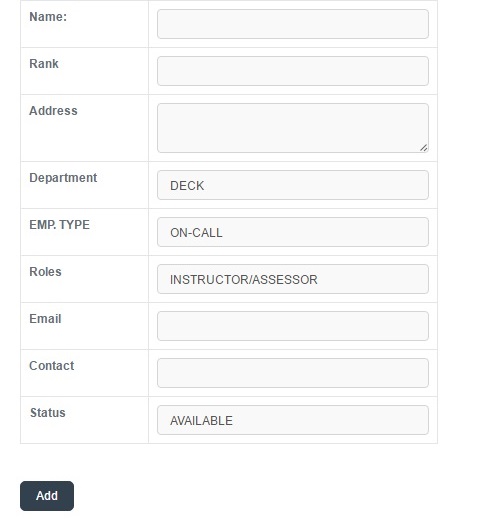 Name:
Rank
Address
Department DECK
EMP. TYPE ON-CALL
Roles INSTRUCTOR/ASSESSOR
Email
Contact
Status AVAILABLE
Add